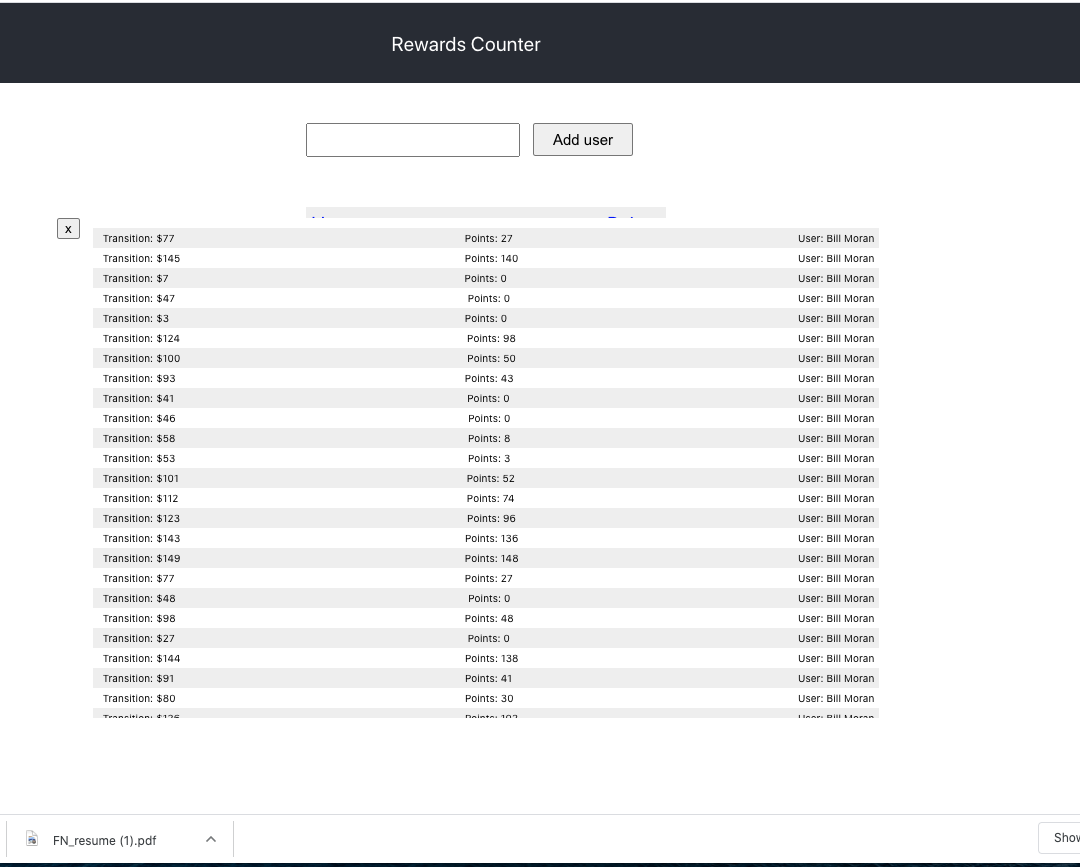 Rewards Counter
Add user
x
Transition: $77 Points: 27 User: Bill Moran
Transition: $145 Points: 140 User: Bill Moran
Transition: $7 Points: 0 User: Bill Moran
Transition: $47 Points: 0 User: Bill Moran
Transition: $3 Points: 0 User: Bill Moran
Transition: $124 Points: 98 User: Bill Moran
Transition: $100 Points: 50 User: Bill Moran
Transition: $93 Points: 43 User: Bill Moran
Transition: $41 Points: 0 User: Bill Moran
Transition: $46 Points: 0 User: Bill Moran
Transition: $58 Points: 8 User: Bill Moran
Transition: $53 Points: 3 User: Bill Moran
Transition: $101 Points: 52 User: Bill Moran
Transition: $112 Points: 74 User: Bill Moran
Transition: $123 Points: 96 User: Bill Moran
Transition: $143 Points: 136 User: Bill Moran
Transition: $149 Points: 148 User: Bill Moran
Transition: $77 Points: 27 User: Bill Moran
Transition: $48 Points: 0 User: Bill Moran
Transition: $98 Points: 48 User: Bill Moran
Transition: $27 Points: 0 User: Bill Moran
Transition: $144 Points: 138 User: Bill Moran
Transition: $91 Points: 41 User: Bill Moran
Transition: $80 Points: 30 User: Bill Moran
Transition: $126 Points: 102 User: Bill Moran
FN_resume (1).pdf
Show